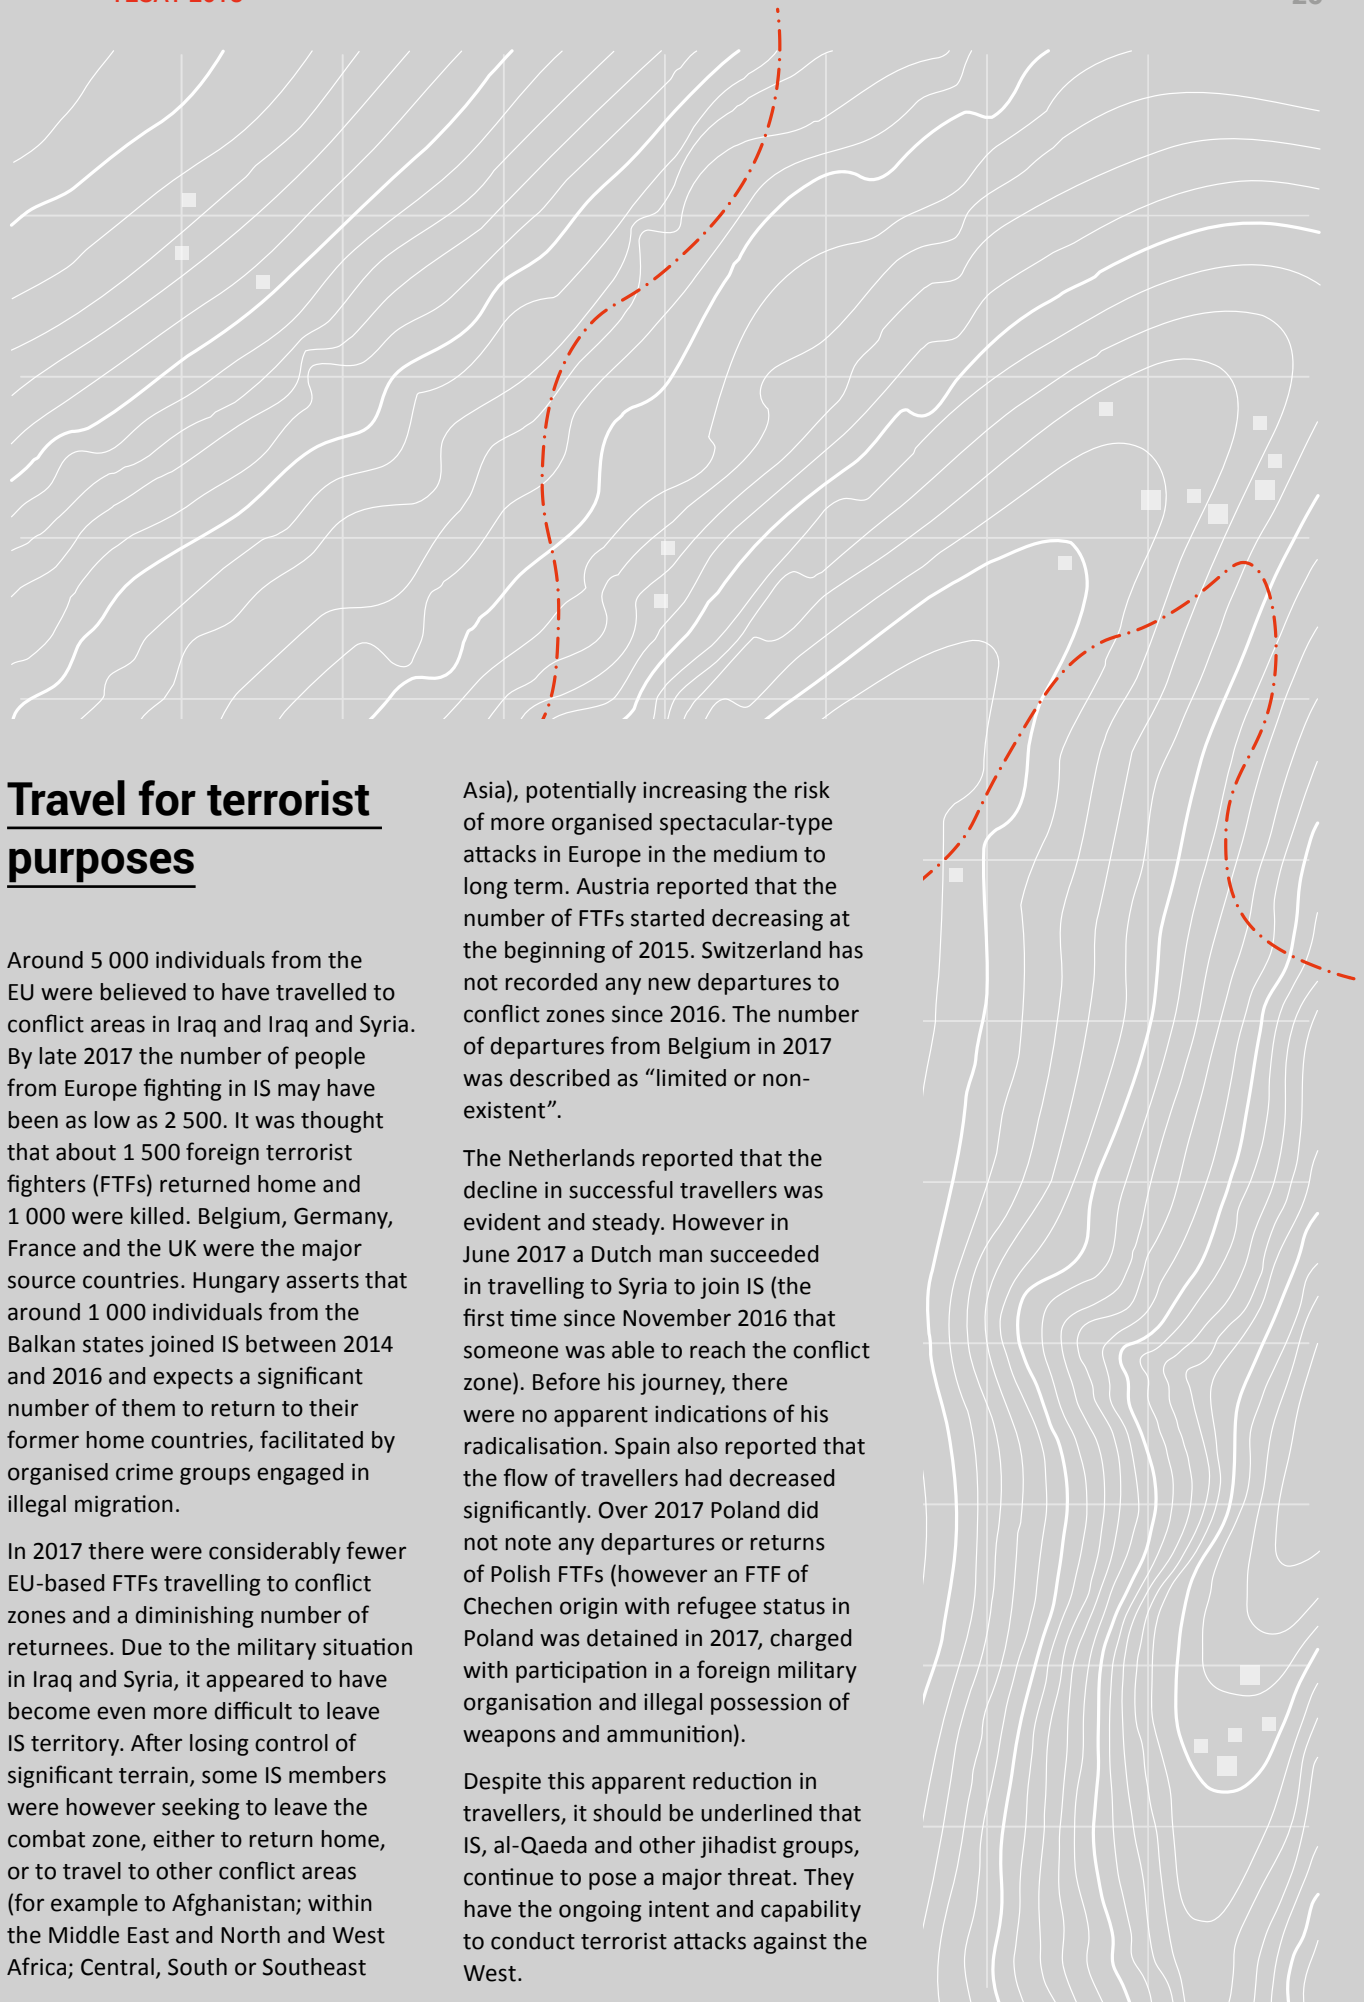 Travel for terrorist
purposes
Around 5 000 individuals from the
EU were believed to have travelled to
conflict areas in Iraq and Iraq and Syria.
By late 2017 the number of people
from Europe fighting in IS may have
been as low as 2 500. It was thought
that about 1 500 foreign terrorist
fighters (FTFs) returned home and
1 000 were killed. Belgium, Germany,
France and the UK were the major
source countries. Hungary asserts that
around 1 000 individuals from the
Balkan states joined IS between 2014
and 2016 and expects a significant
number of them to return to their
former home countries, facilitated by
organised crime groups engaged in
illegal migration.
In 2017 there were considerably fewer
EU-based FTFs travelling to conflict
zones and a diminishing number of
returnees. Due to the military situation
in Iraq and Syria, it appeared to have
become even more difficult to leave
IS territory. After losing control of
significant terrain, some IS members
were however seeking to leave the
combat zone, either to return home,
or to travel to other conflict areas
(for example to Afghanistan; within
the Middle East and North and West
Africa; Central, South or Southeast
Asia), potentially increasing the risk
of more organised spectacular-type
attacks in Europe in the medium to
long term. Austria reported that the
number of FTFs started decreasing at
the beginning of 2015. Switzerland has
not recorded any new departures to
conflict zones since 2016. The number
of departures from Belgium in 2017
was described as “limited or non-
existent”.
The Netherlands reported that the
decline in successful travellers was
evident and steady. However in
June 2017 a Dutch man succeeded
in travelling to Syria to join IS (the
first time since November 2016 that
someone was able to reach the conflict
zone). Before his journey, there
were no apparent indications of his
radicalisation. Spain also reported that
the flow of travellers had decreased
significantly. Over 2017 Poland did
not note any departures or returns
of Polish FTFs (however an FTF of
Chechen origin with refugee status in
Poland was detained in 2017, charged
with participation in a foreign military
organisation and illegal possession of
weapons and ammunition).
Despite this apparent reduction in
travellers, it should be underlined that
IS, al-Qaeda and other jihadist groups,
continue to pose a major threat. They
have the ongoing intent and capability
to conduct terrorist attacks against the
West.